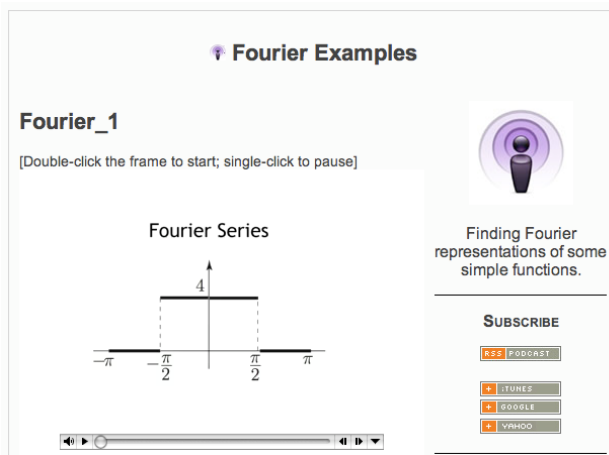 Fourier Examples
Fourier_1
[Double-click the frame to start; single-click to pause]
Fourier Series
4
−π
−π/2
π/2
π
Finding Fourier
representations of some
simple functions.
SUBSCRIBE
RSS PODCAST
+ iTUNES
+ GOOGLE
+ YAHOO